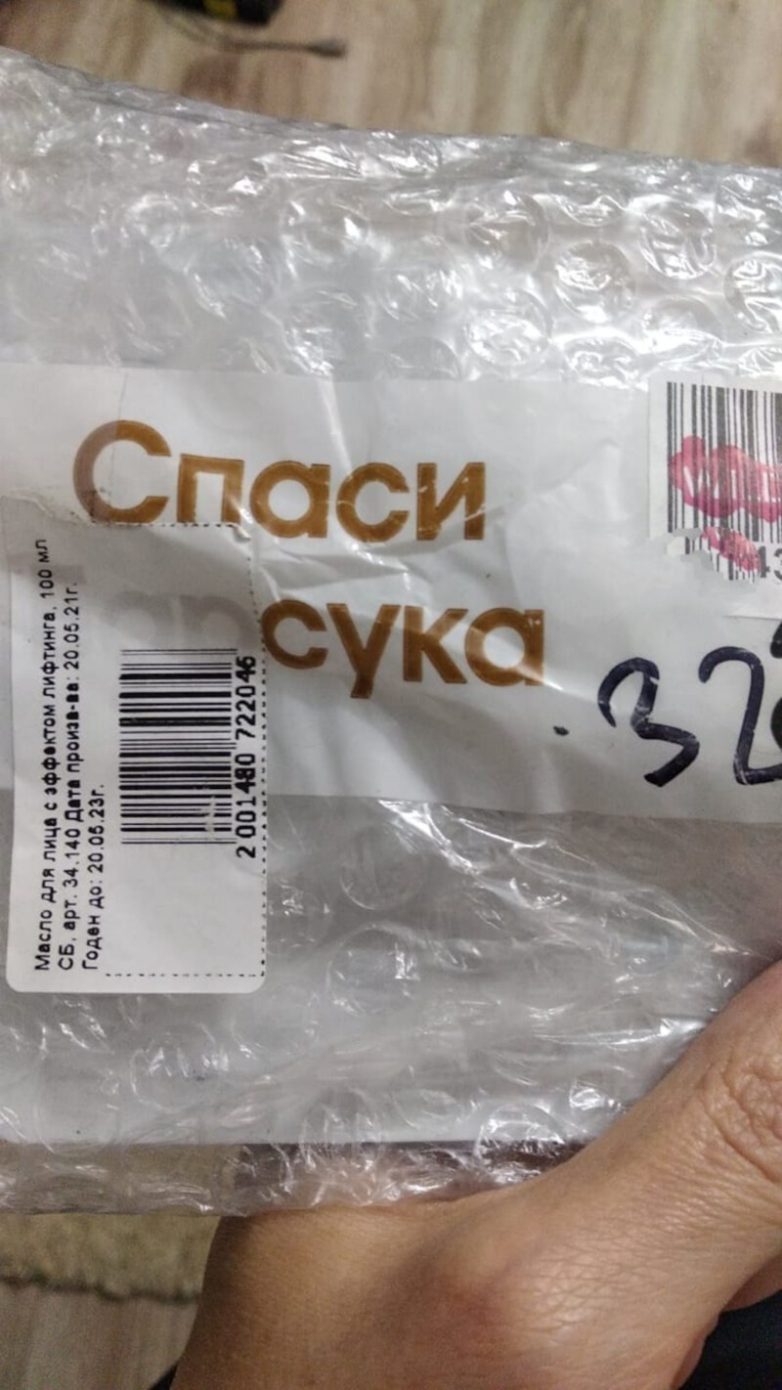 Спаси
сука
Масло для лица с эффектом лифтинга, 100 мл
СБ, арт. 34.140 Дата произв-ва: 20.05.21г.
Годен до: 20.05.23г.
2 001480 722046
32